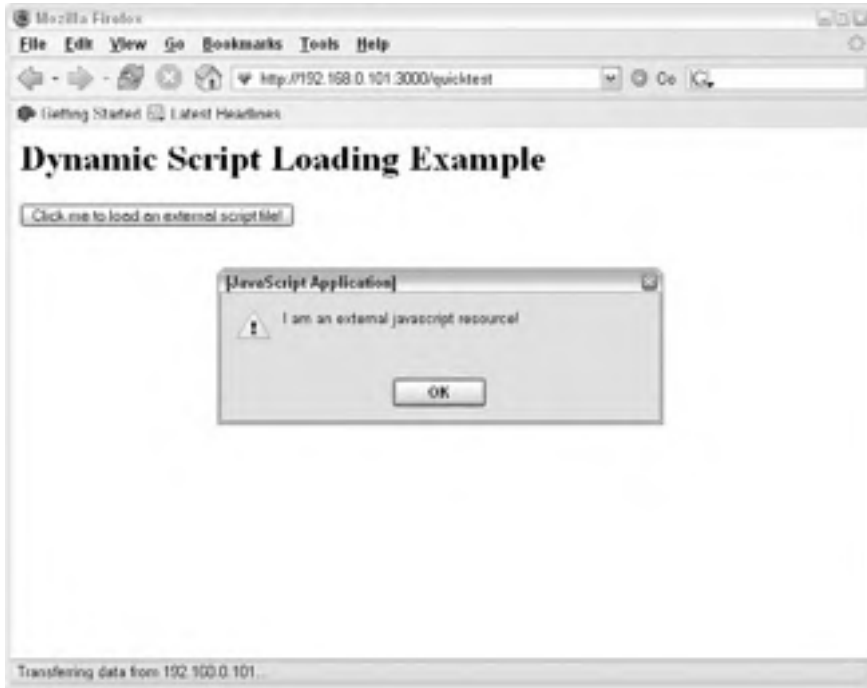 Mozilla Firefox
File Edit View Go Bookmarks Tools Help
http://192.168.0.101:3000/quicktest Go G
Getting Started Latest Headlines
Dynamic Script Loading Example
Click me to load an external script file!
[JavaScript Application]
I am an external javascript resource!
OK
Transferring data from 192.168.0.101...